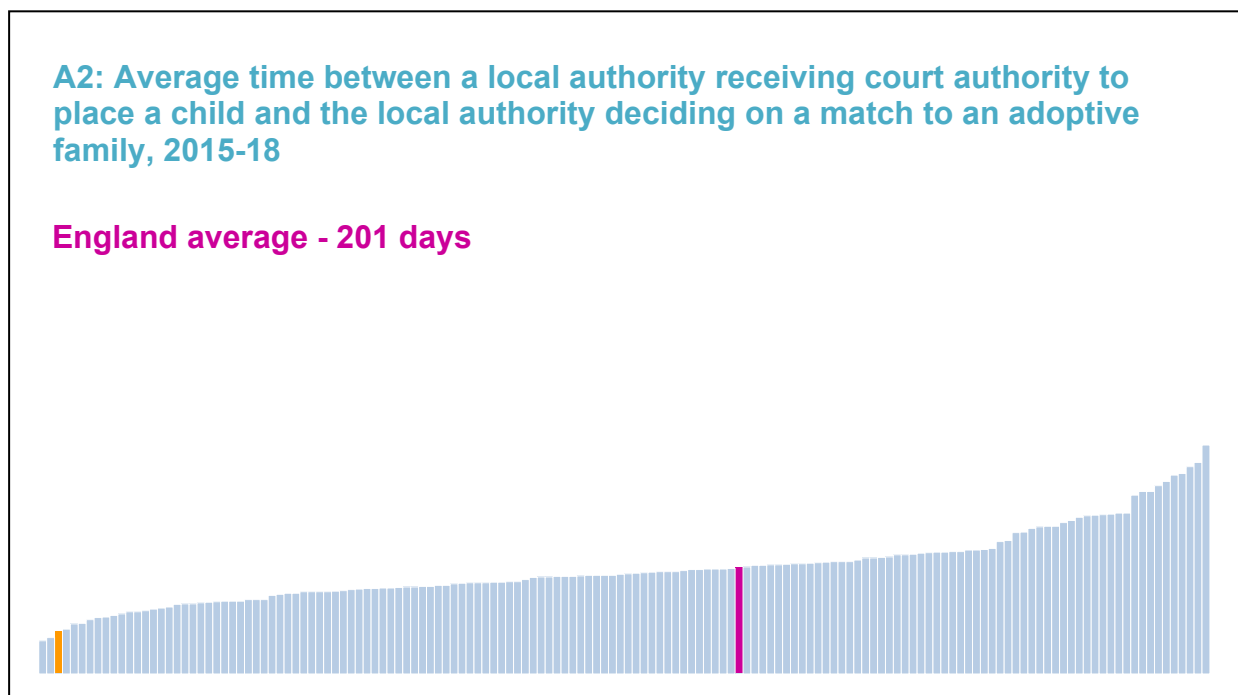 A2: Average time between a local authority receiving court authority to
place a child and the local authority deciding on a match to an adoptive
family, 2015-18
England average - 201 days